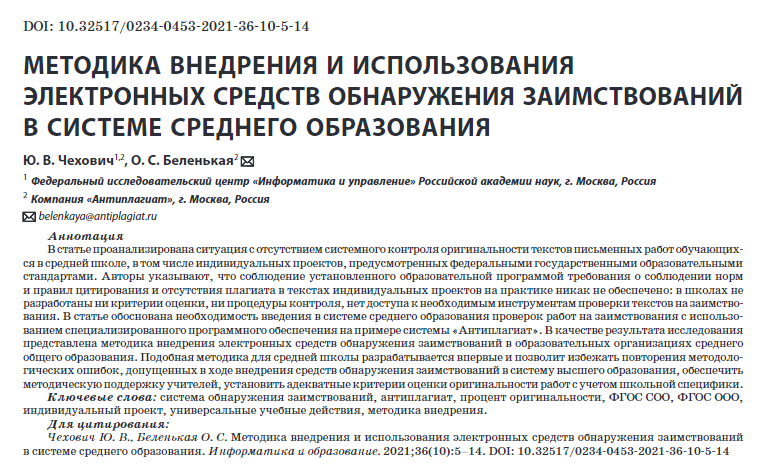 DOI: 10.32517/0234-0453-2021-36-10-5-14
МЕТОДИКА ВНЕДРЕНИЯ И ИСПОЛЬЗОВАНИЯ
ЭЛЕКТРОННЫХ СРЕДСТВ ОБНАРУЖЕНИЯ ЗАИМСТВОВАНИЙ
В СИСТЕМЕ СРЕДНЕГО ОБРАЗОВАНИЯ
Ю. В. Чехович1,2, О. С. Беленькая2
1 Федеральный исследовательский центр «Информатика и управление» Российской академии наук, г. Москва, Россия
2 Компания «Антиплагиат», г. Москва, Россия
belenkaya@antiplagiat.ru
Аннотация
В статье проанализирована ситуация с отсутствием системного контроля оригинальности текстов письменных работ обучающих-
ся в средней школе, в том числе индивидуальных проектов, предусмотренных федеральными государственными образовательными
стандартами. Авторы указывают, что соблюдение установленного образовательной программой требования о соблюдении норм
и правил цитирования и отсутствия плагиата в текстах индивидуальных проектов на практике никак не обеспечено: в школах не
разработаны ни критерии оценки, ни процедуры контроля, нет доступа к необходимым инструментам проверки текстов на заимство-
вания. В статье обоснована необходимость введения в системе среднего образования проверок работ на заимствования с использо-
ванием специализированного программного обеспечения на примере системы «Антиплагиат». В качестве результата исследования
представлена методика внедрения электронных средств обнаружения заимствований в образовательных организациях среднего
общего образования. Подобная методика для средней школы разрабатывается впервые и позволит избежать повторения методоло-
гических ошибок, допущенных в ходе внедрения средств обнаружения заимствований в систему высшего образования, обеспечить
методическую поддержку учителей, установить адекватные критерии оценки оригинальности работ с учетом школьной специфики.
Ключевые слова: система обнаружения заимствований, антиплагиат, процент оригинальности, ФГОС СОО, ФГОС ООО,
индивидуальный проект, универсальные учебные действия, методика внедрения.
Для цитирования:
Чехович Ю. В., Беленькая О. С. Методика внедрения и использования электронных средств обнаружения заимствований
в системе среднего образования. Информатика и образование. 2021;36(10):5–14. DOI: 10.32517/0234-0453-2021-36-10-5-14